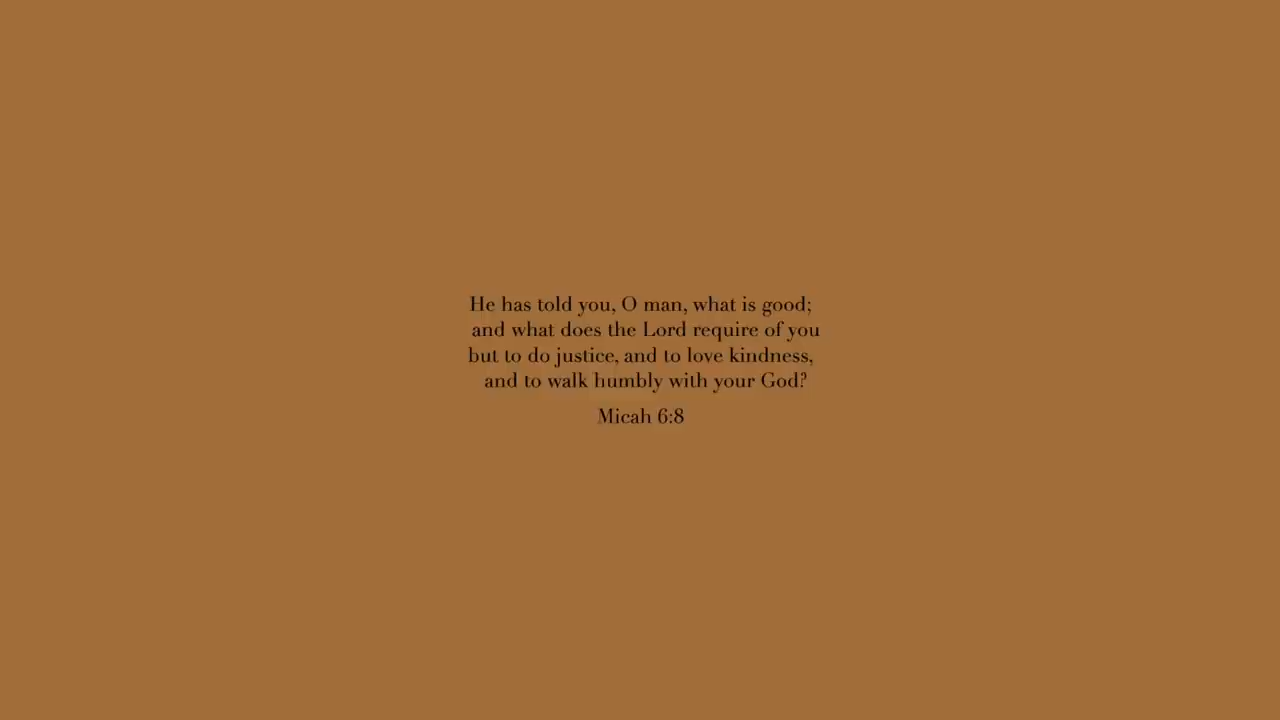 He has told you, O man, what is good;
and what does the Lord require of you
but to do justice, and to love kindness,
and to walk humbly with your God?
Micah 6:8